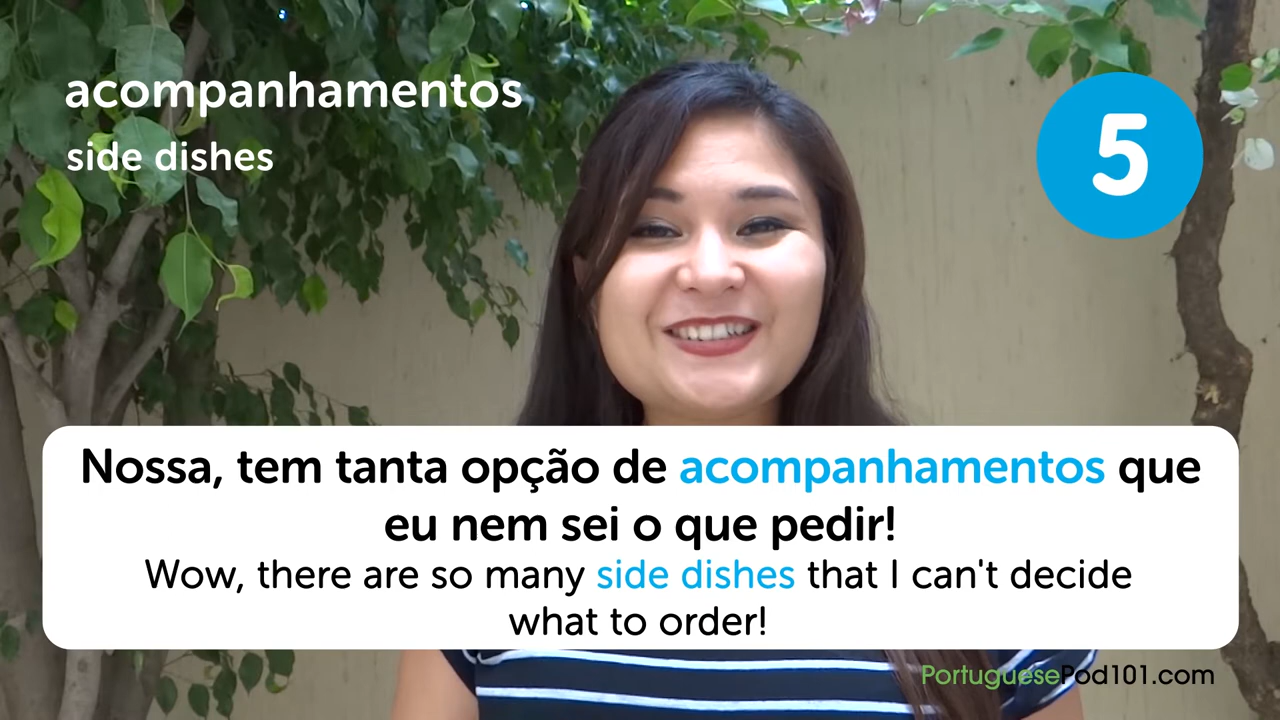 acompanhamentos
side dishes
5
Nossa, tem tanta opção de acompanhamentos que
eu nem sei o que pedir!
Wow, there are so many side dishes that I can't decide
what to order!
PortuguesePod101.com